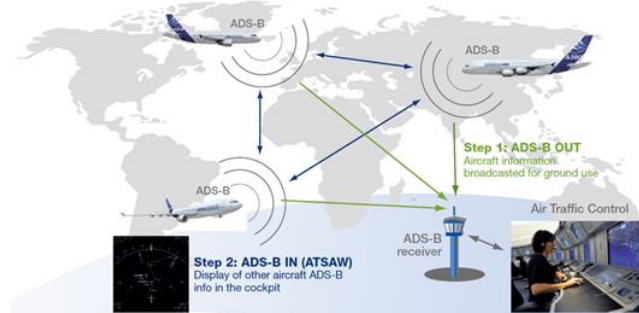 ADS-B
ADS-B
Step 1: ADS-B OUT
Aircraft information
broadcasted for ground use
ADS-B
Air Traffic Control
ADS-B
receiver
Step 2: ADS-B IN (ATSAW)
Display of other aircraft ADS-B
info in the cockpit